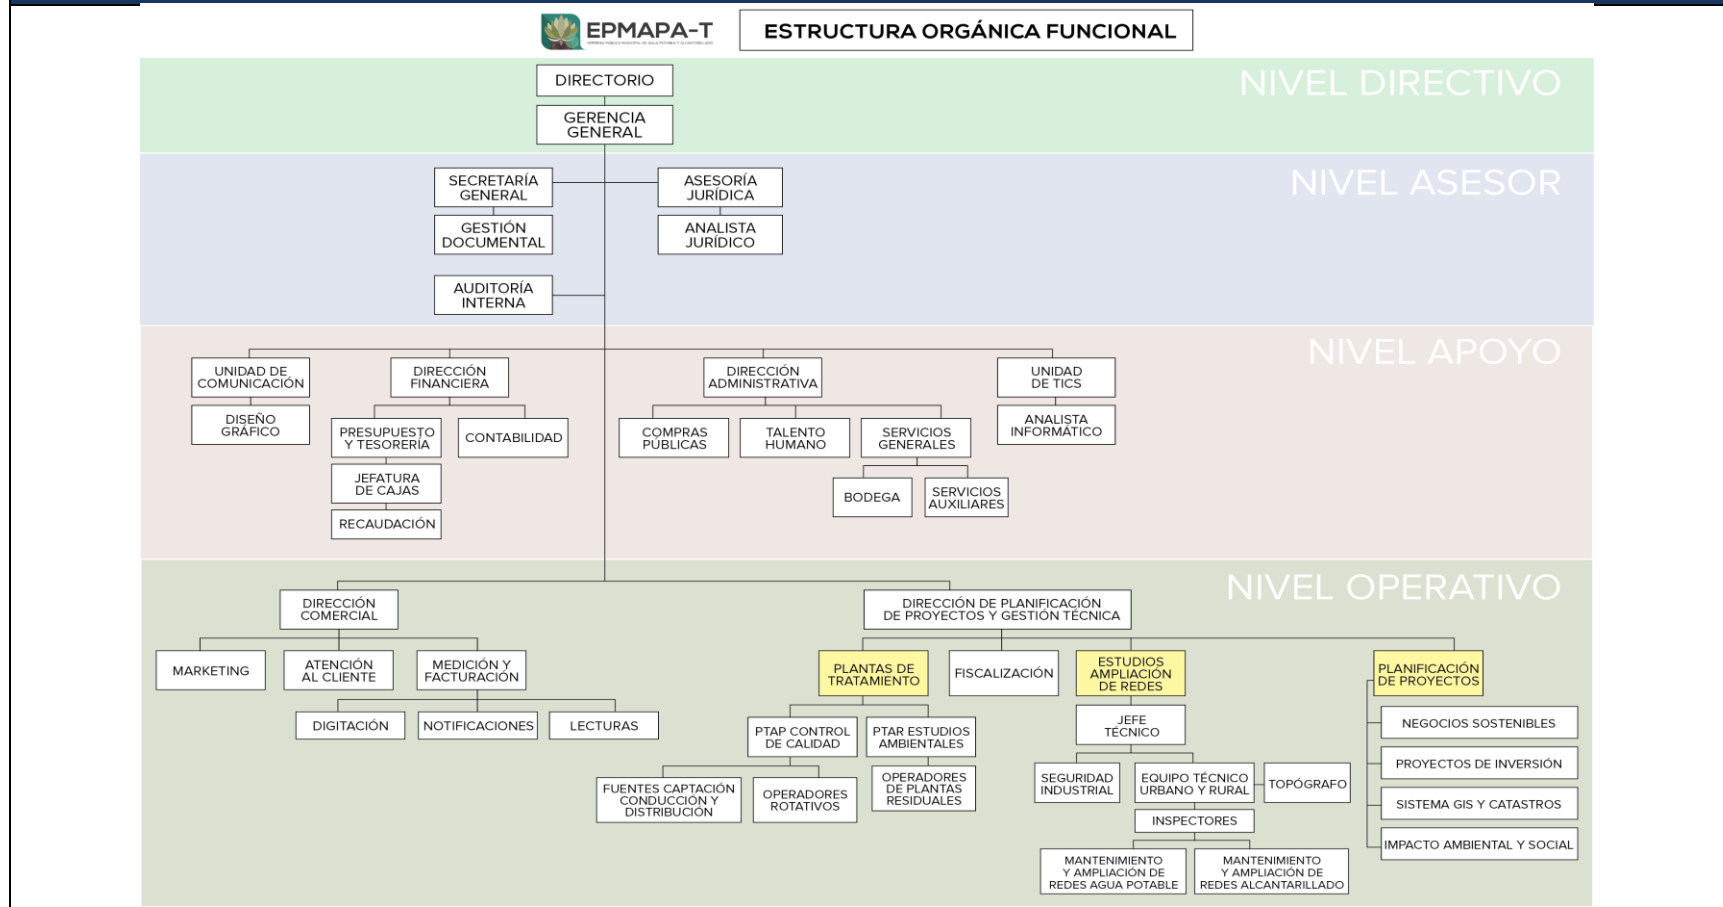 EPMAPA-T
EMPRESA PÚBLICA MUNICIPAL DE AGUA POTABLE Y ALCANTARILLADO
ESTRUCTURA ORGÁNICA FUNCIONAL
NIVEL DIRECTIVO
DIRECTORIO
GERENCIA
GENERAL
NIVEL ASESOR
SECRETARÍA
GENERAL
ASESORÍA
JURÍDICA
GESTIÓN
DOCUMENTAL
ANALISTA
JURÍDICO
AUDITORÍA
INTERNA
NIVEL APOYO
UNIDAD DE
COMUNICACIÓN
DIRECCIÓN
FINANCIERA
DIRECCIÓN
ADMINISTRATIVA
UNIDAD
DE TICS
DISEÑO
GRÁFICO
PRESUPUESTO
Y TESORERÍA
CONTABILIDAD
COMPRAS
PÚBLICAS
TALENTO
HUMANO
SERVICIOS
GENERALES
ANALISTA
INFORMÁTICO
JEFATURA
DE CAJAS
BODEGA
SERVICIOS
AUXILIARES
RECAUDACIÓN
NIVEL OPERATIVO
DIRECCIÓN
COMERCIAL
DIRECCIÓN DE PLANIFICACIÓN
DE PROYECTOS Y GESTIÓN TÉCNICA
MARKETING
ATENCIÓN
AL CLIENTE
MEDICIÓN Y
FACTURACIÓN
PLANTAS DE
TRATAMIENTO
FISCALIZACIÓN
ESTUDIOS
AMPLIACIÓN
DE REDES
PLANIFICACIÓN
DE PROYECTOS
DIGITACIÓN
NOTIFICACIONES
LECTURAS
PTAP CONTROL
DE CALIDAD
PTAR ESTUDIOS
AMBIENTALES
JEFE
TÉCNICO
NEGOCIOS SOSTENIBLES
FUENTES CAPTACIÓN
CONDUCCIÓN Y
DISTRIBUCIÓN
OPERADORES
ROTATIVOS
OPERADORES
DE PLANTAS
RESIDUALES
SEGURIDAD
INDUSTRIAL
EQUIPO TÉCNICO
URBANO Y RURAL
TOPÓGRAFO
PROYECTOS DE INVERSIÓN
SISTEMA GIS Y CATASTROS
INSPECTORES
IMPACTO AMBIENTAL Y SOCIAL
MANTENIMIENTO
Y AMPLIACIÓN DE
REDES AGUA POTABLE
MANTENIMIENTO
Y AMPLIACIÓN DE
REDES ALCANTARILLADO